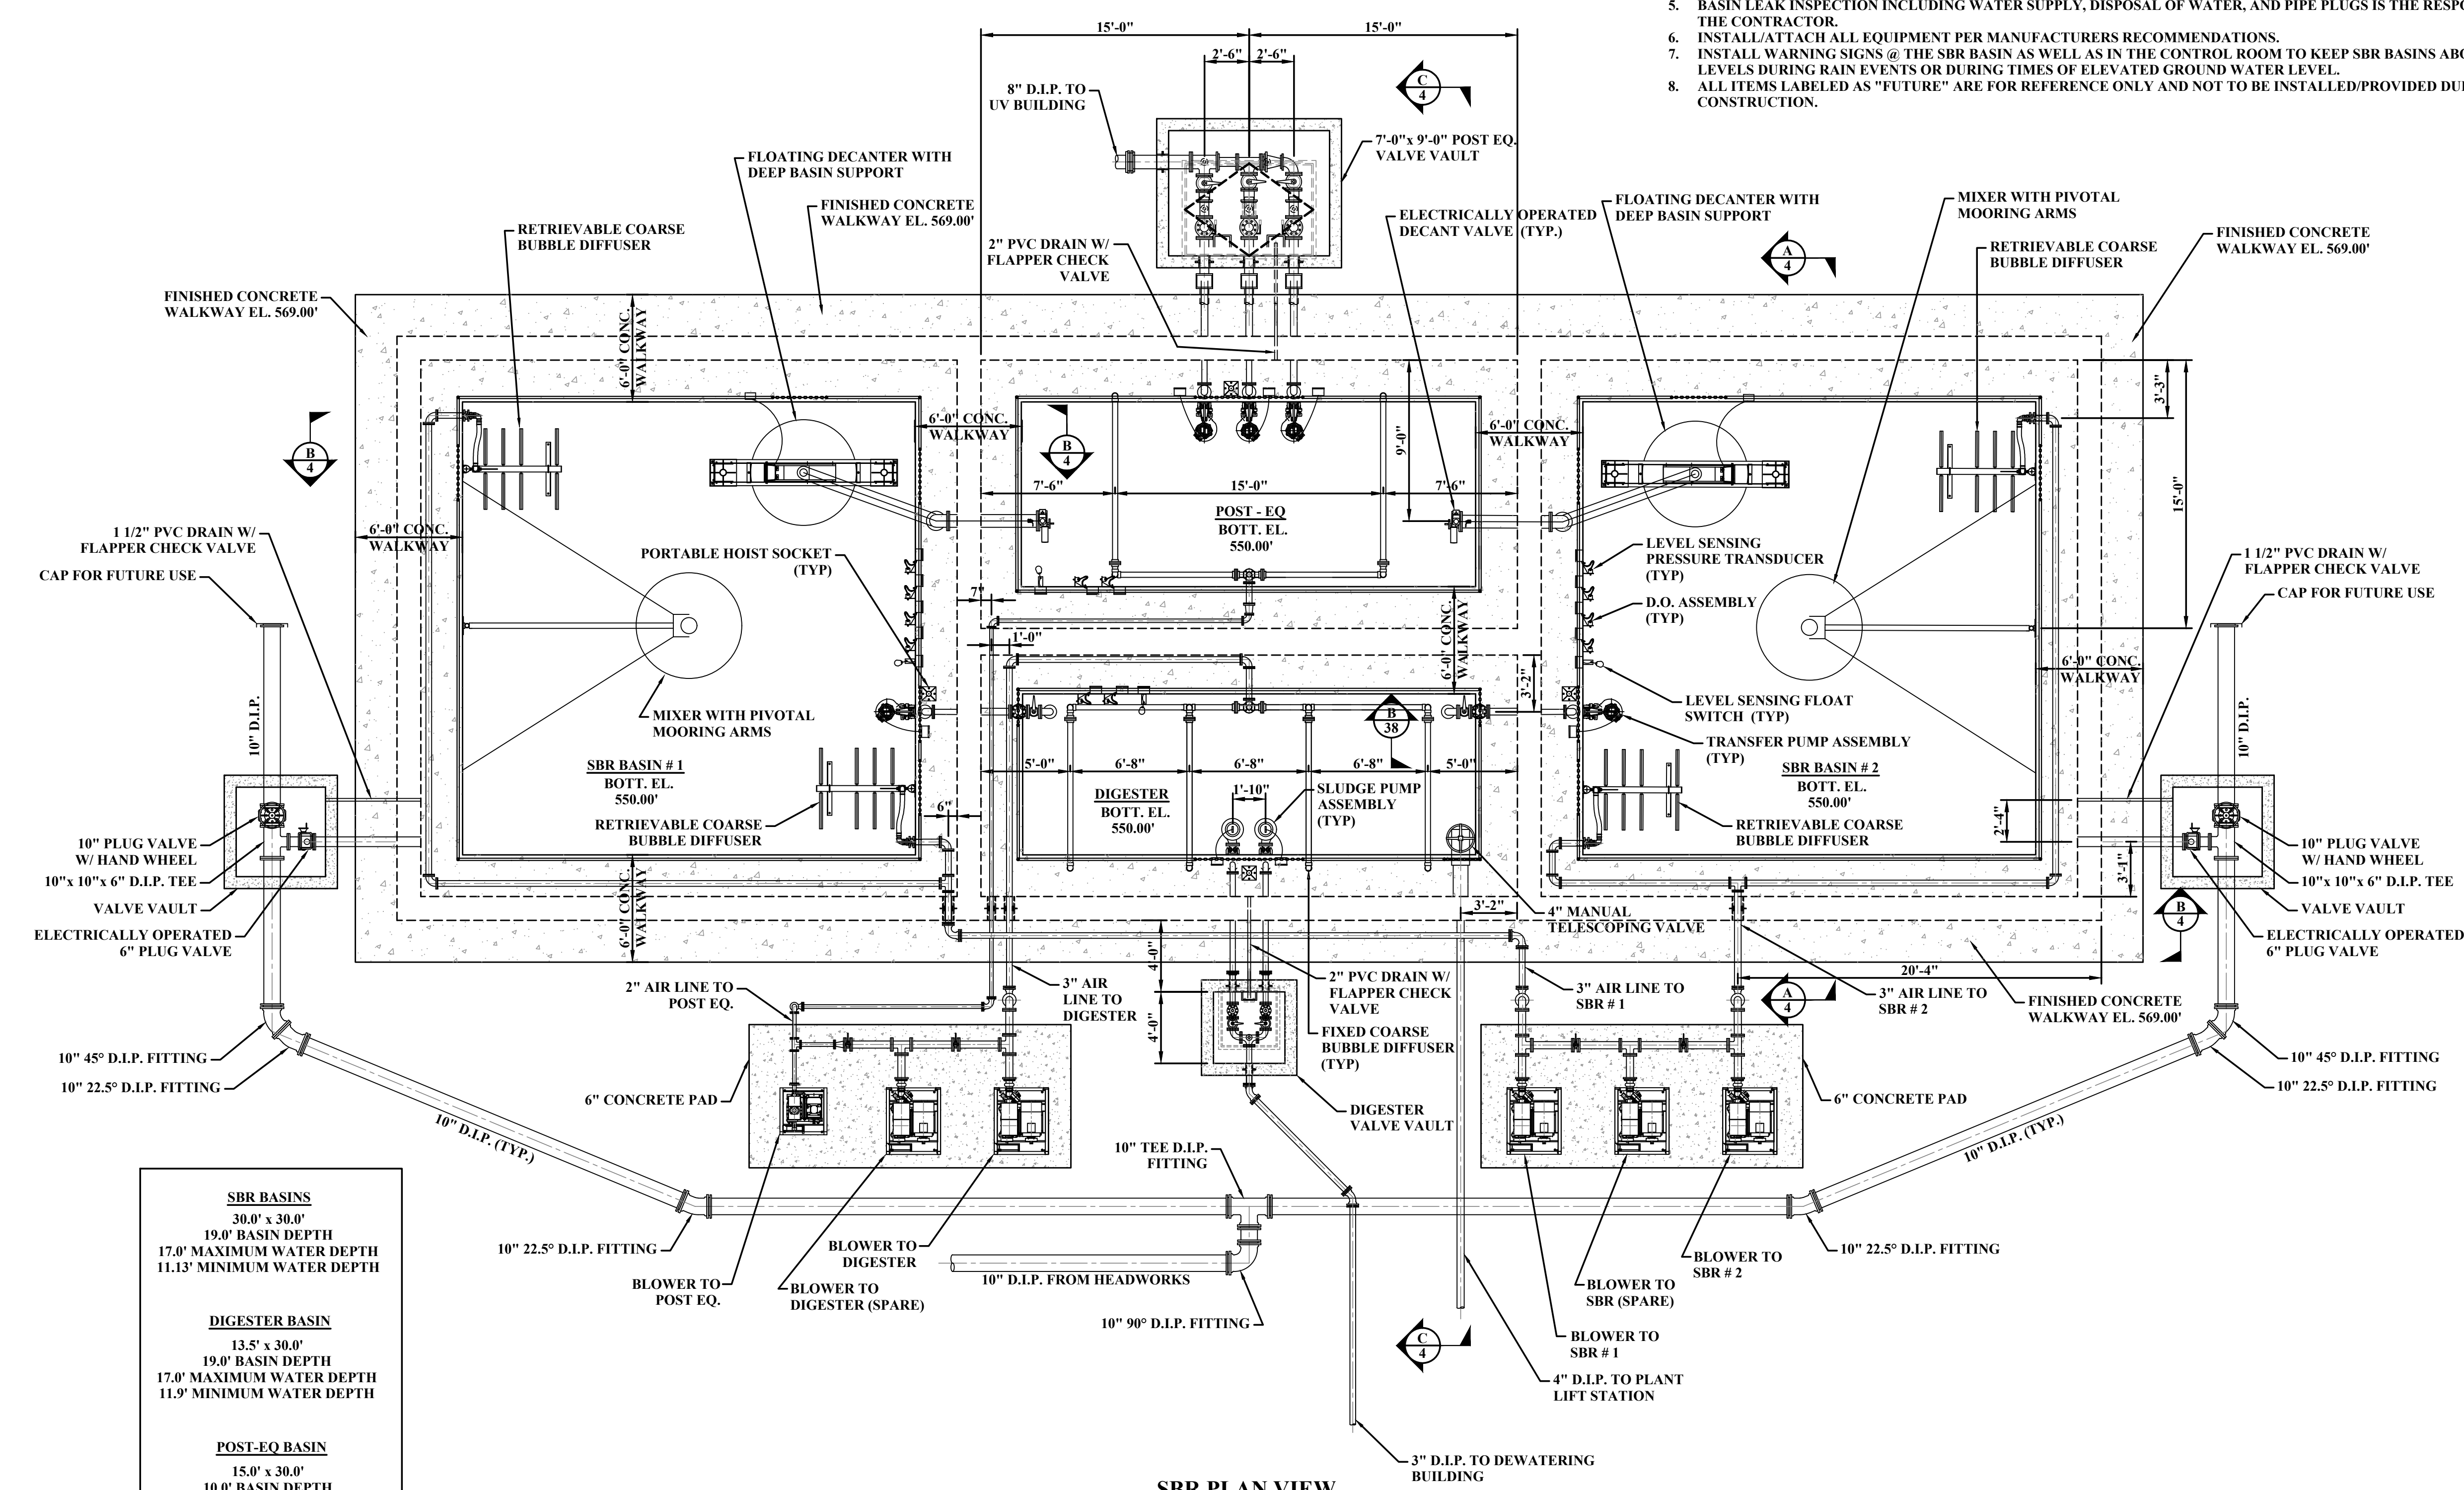 5. BASIN LEAK INSPECTION INCLUDING WATER SUPPLY, DISPOSAL OF WATER, AND PIPE PLUGS IS THE
THE CONTRACTOR.
6. INSTALL/ATTACH ALL EQUIPMENT PER MANUFACTURERS RECOMMENDATIONS.
7. INSTALL WARNING SIGNS @ THE SBR BASIN AS WELL AS IN THE CONTROL ROOM TO KEEP SBR BASINS
LEVELS DURING RAIN EVENTS OR DURING TIMES OF ELEVATED GROUND WATER LEVEL.
8. ALL ITEMS LABELED AS "FUTURE" ARE FOR REFERENCE ONLY AND NOT TO BE INSTALLED/PROVIDED
CONSTRUCTION.
15'-0"
15'-0"
2'-6"
2'-6"
C
4
8" D.I.P. TO
UV BUILDING
7'-0"x 9'-0" POST EQ.
VALVE VAULT
FLOATING DECANTER WITH
DEEP BASIN SUPPORT
FINISHED CONCRETE
WALKWAY EL. 569.00'
RETRIEVABLE COARSE
BUBBLE DIFFUSER
2" PVC DRAIN W/
FLAPPER CHECK
VALVE
ELECTRICALLY OPERATED
DECANT VALVE (TYP.)
FLOATING DECANTER WITH
DEEP BASIN SUPPORT
MIXER WITH PIVOTAL
MOORING ARMS
RETRIEVABLE COARSE
BUBBLE DIFFUSER
FINISHED CONCRETE
WALKWAY EL. 569.00'
A
4
FINISHED CONCRETE
WALKWAY EL. 569.00'
6'-0" CONC.
WALKWAY
3'-3"
15'-0"
B
4
6'-0" CONC.
WALKWAY
B
4
9'-0"
6'-0" CONC.
WALKWAY
7'-6"
15'-0"
7'-6"
POST - EQ
BOTT. EL.
550.00'
6'-0" CONC.
WALKWAY
1 1/2" PVC DRAIN W/
FLAPPER CHECK VALVE
CAP FOR FUTURE USE
PORTABLE HOIST SOCKET
(TYP)
LEVEL SENSING
PRESSURE TRANSDUCER
(TYP)
D.O. ASSEMBLY
(TYP)
1 1/2" PVC DRAIN W/
FLAPPER CHECK VALVE
CAP FOR FUTURE USE
7"
1'-0"
6'-0" CONC.
WALKWAY
3'-2"
6'-0" CONC.
WALKWAY
10" D.I.P.
MIXER WITH PIVOTAL
MOORING ARMS
LEVEL SENSING FLOAT
SWITCH (TYP)
TRANSFER PUMP ASSEMBLY
(TYP)
10" D.I.P.
B
38
SBR BASIN # 1
BOTT. EL.
550.00'
5'-0"
6'-8"
6'-8"
6'-8"
5'-0"
SBR BASIN # 2
BOTT. EL.
550.00'
DIGESTER
BOTT. EL.
550.00'
1'-10"
SLUDGE PUMP
ASSEMBLY
(TYP)
RETRIEVABLE COARSE
BUBBLE DIFFUSER
6"
RETRIEVABLE COARSE
BUBBLE DIFFUSER
2'-4"
3'-1"
10" PLUG VALVE
W/ HAND WHEEL
10"x 10"x 6" D.I.P. TEE
VALVE VAULT
ELECTRICALLY OPERATED
6" PLUG VALVE
10" PLUG VALVE
W/ HAND WHEEL
10"x 10"x 6" D.I.P. TEE
VALVE VAULT
B
4
ELECTRICALLY OPERATED
6" PLUG VALVE
6'-0" CONC.
WALKWAY
3'-2"
4" MANUAL
TELESCOPING VALVE
4'-0"
4'-0"
2" AIR LINE TO
POST EQ.
3" AIR
LINE TO
DIGESTER
2" PVC DRAIN W/
FLAPPER CHECK
VALVE
3" AIR LINE TO
SBR # 1
20'-4"
A
4
3" AIR LINE TO
SBR # 2
FINISHED CONCRETE
WALKWAY EL. 569.00'
FIXED COARSE
BUBBLE DIFFUSER
(TYP)
10" 45° D.I.P. FITTING
10" 22.5° D.I.P. FITTING
10" 45° D.I.P. FITTING
10" 22.5° D.I.P. FITTING
6" CONCRETE PAD
DIGESTER
VALVE VAULT
6" CONCRETE PAD
10" D.I.P. (TYP.)
10" TEE D.I.P.
FITTING
10" D.I.P. (TYP.)
10" 22.5° D.I.P. FITTING
BLOWER TO
DIGESTER
10" D.I.P. FROM HEADWORKS
BLOWER TO
POST EQ.
BLOWER TO
DIGESTER (SPARE)
10" 90° D.I.P. FITTING
BLOWER TO
SBR # 2
BLOWER TO
SBR (SPARE)
10" 22.5° D.I.P. FITTING
C
4
BLOWER TO
SBR # 1
4" D.I.P. TO PLANT
LIFT STATION
3" D.I.P. TO DEWATERING
BUILDING
SBR BASINS
30.0' x 30.0'
19.0' BASIN DEPTH
17.0' MAXIMUM WATER DEPTH
11.13' MINIMUM WATER DEPTH
DIGESTER BASIN
13.5' x 30.0'
19.0' BASIN DEPTH
17.0' MAXIMUM WATER DEPTH
11.9' MINIMUM WATER DEPTH
POST-EQ BASIN
15.0' x 30.0'
BASIN DEPTH
SBR PLAN VIEW